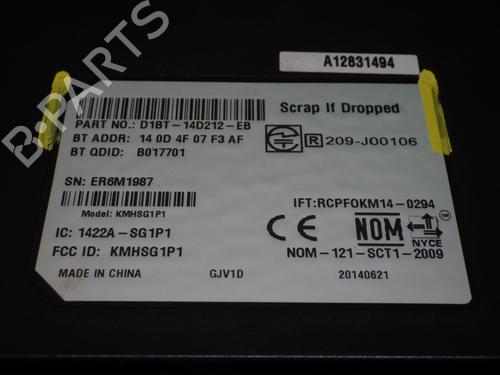 A12831494
Scrap If Dropped
PART NO.: D1BT-14D212-EB
BT ADDR: 14 0D 4F 07 F3 AF
R 209-J00106
BT QDID: B017701
SN: ER6M1987
IFT:RCPFOKM14-0294
Model: KMHSG1P1
IC: 1422A-SG1P1
CE NOM NYCE
FCC ID: KMHSG1P1
NOM-121-SCT1-2009
MADE IN CHINA GJV1D 20140621
B-PARTS